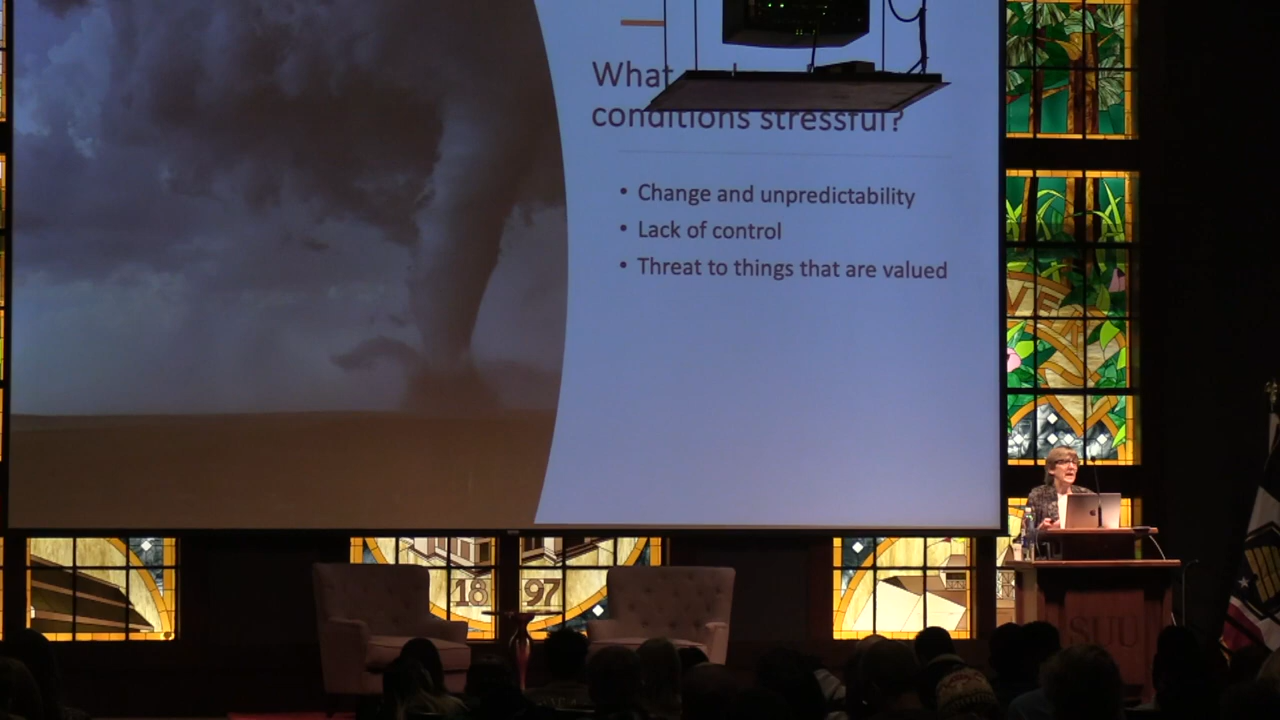 What
conditions stressful?
• Change and unpredictability
• Lack of control
• Threat to things that are valued
18 97
SUU